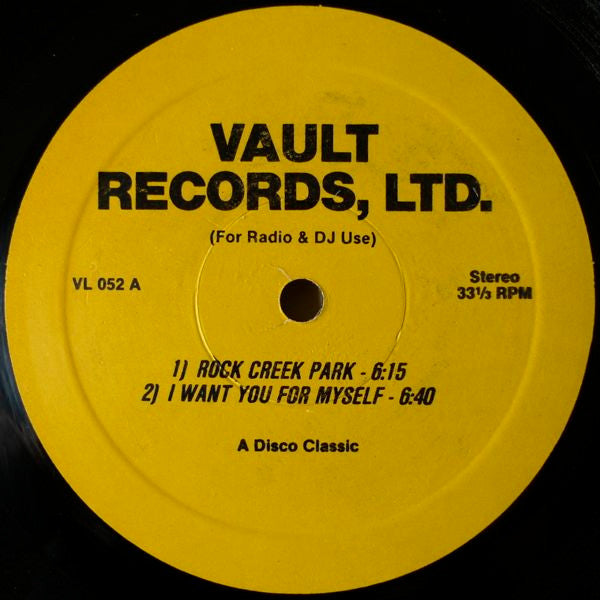 VAULT
RECORDS, LTD.
(For Radio & DJ Use)
VL 052 A
Stereo
33⅓ RPM
1) ROCK CREEK PARK - 6:15
2) I WANT YOU FOR MYSELF - 6:40
A Disco Classic